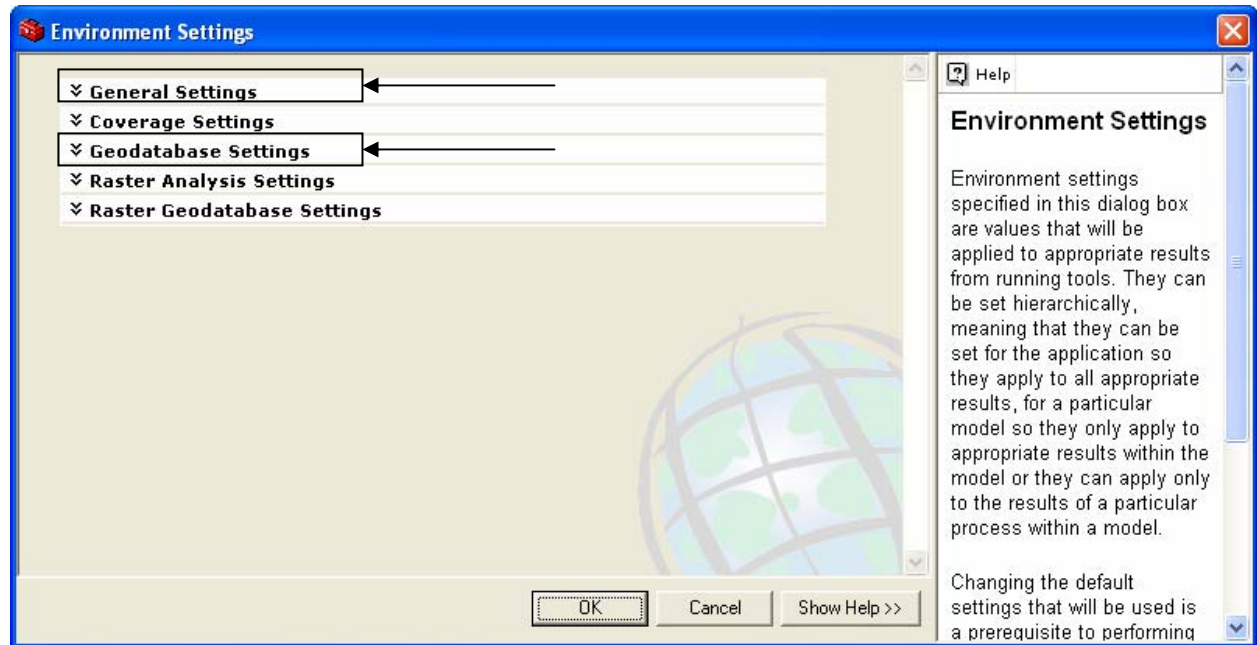 Environment Settings
General Settings
Coverage Settings
Geodatabase Settings
Raster Analysis Settings
Raster Geodatabase Settings
OK
Cancel
Show Help >>
Help
Environment Settings
Environment settings
specified in this dialog box
are values that will be
applied to appropriate results
from running tools. They can
be set hierarchically,
meaning that they can be
set for the application so
they apply to all appropriate
results, for a particular
model so they only apply to
appropriate results within the
model or they can apply only
to the results of a particular
process within a model.
Changing the default
settings that will be used is
a prerequisite to performing